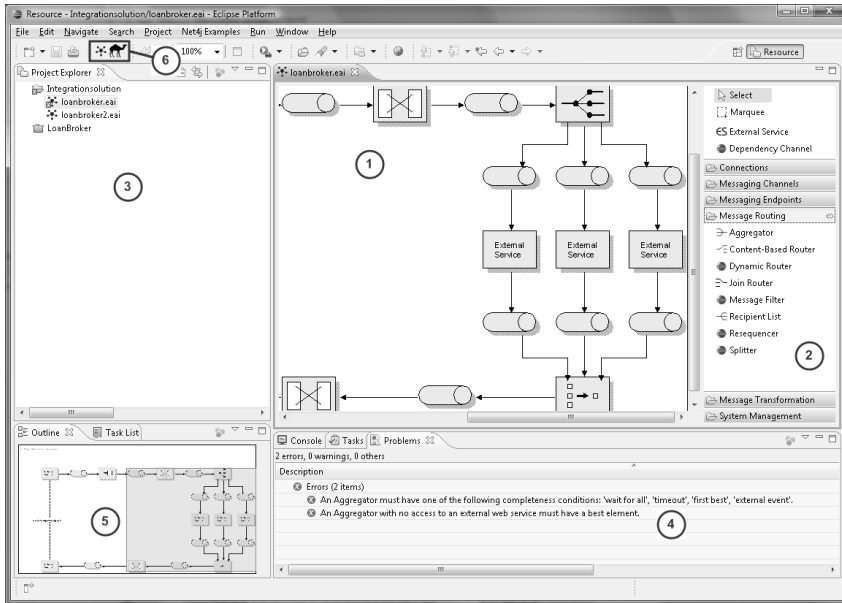 Resource - Integrationsolution/loanbroker.eai - Eclipse Platform
File Edit Navigate Search Project Net4j Examples Run Window Help
100%
Resource
6
Project Explorer
Integrationsolution
loanbroker.eai
loanbroker2.eai
LoanBroker
3
loanbroker.eai
1
External Service
External Service
External Service
Select
Marquee
ES External Service
Dependency Channel
Connections
Messaging Channels
Messaging Endpoints
Message Routing
Aggregator
Content-Based Router
Dynamic Router
Join Router
Message Filter
Recipient List
Resequencer
Splitter
2
Message Transformation
System Management
Outline
Task List
5
Console
Tasks
Problems
2 errors, 0 warnings, 0 others
Description
Errors (2 items)
An Aggregator must have one of the following completeness conditions: 'wait for all', 'timeout', 'first best', 'external event'.
An Aggregator with no access to an external web service must have a best element.
4